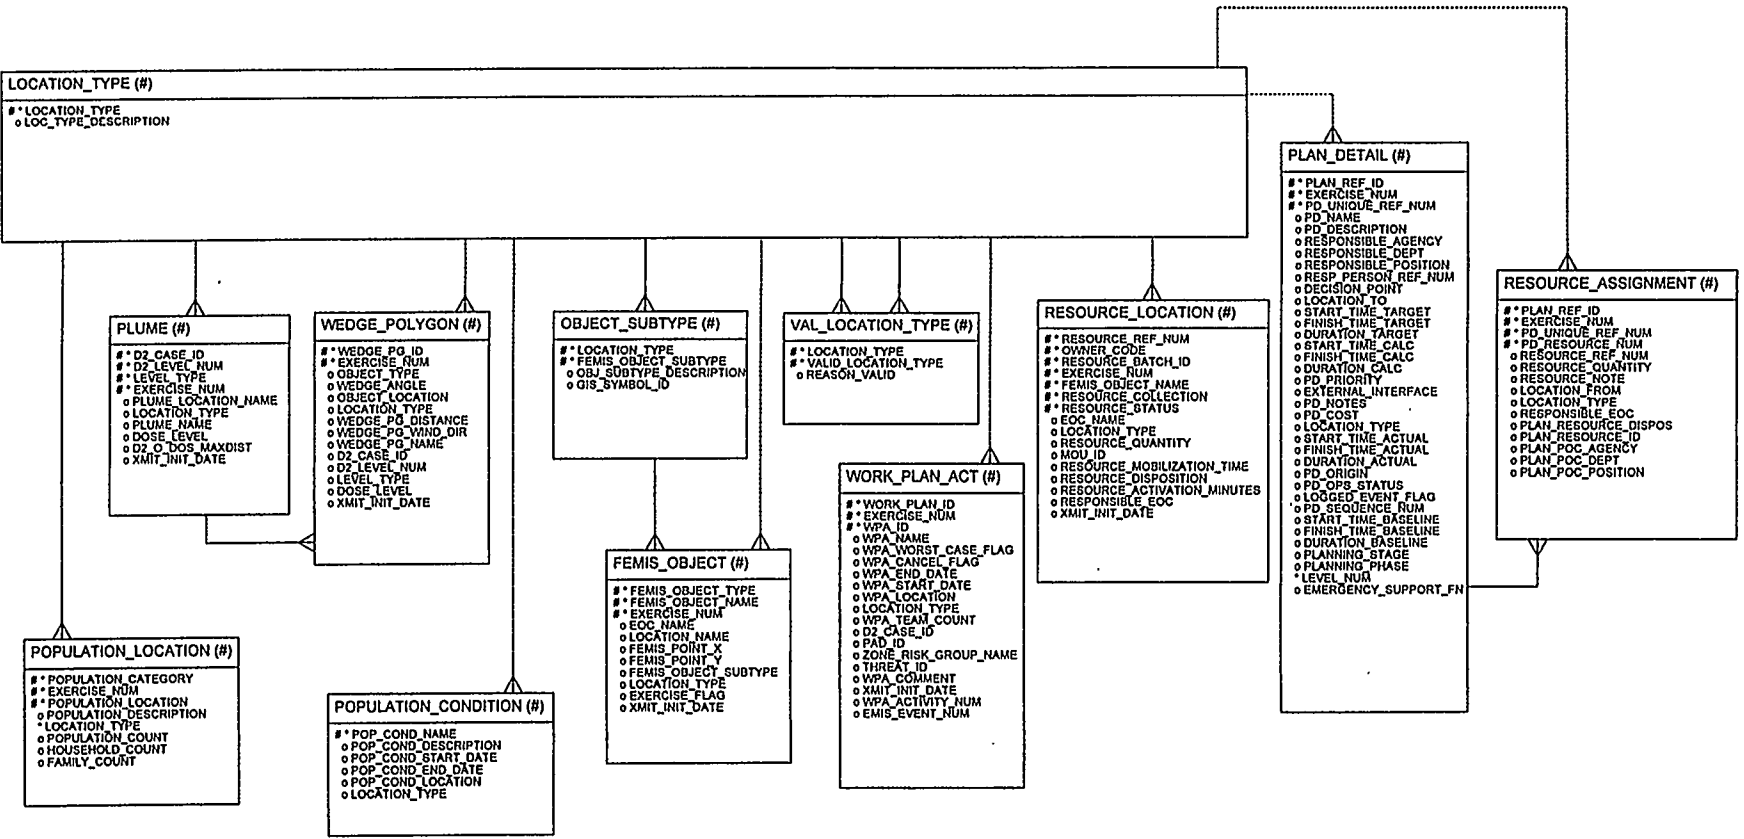 LOCATION_TYPE (#)
# * LOCATION_TYPE
o LOC_TYPE_DESCRIPTION
PLAN_DETAIL (#)
# * PLAN_REF_ID
# * EXERCISE_NUM
# * PD_UNIQUE_REF_NUM
o PD_NAME
o PD_DESCRIPTION
o RESPONSIBLE_AGENCY
o RESPONSIBLE_DEPT
o RESPONSIBLE_POSITION
o RESP_PERSON_REF_NUM
o DECISION_POINT
o LOCATION_TO
o START_TIME_TARGET
o FINISH_TIME_TARGET
o DURATION_TARGET
o START_TIME_CALC
o FINISH_TIME_CALC
o DURATION_CALC
o PD_PRIORITY
o EXTERNAL_INTERFACE
o PD_NOTES
o PD_COST
o LOCATION_TYPE
o START_TIME_ACTUAL
o FINISH_TIME_ACTUAL
o DURATION_ACTUAL
o PD_ORIGIN
o PD_OPS_STATUS
o LOGGED_EVENT_FLAG
o PD_SEQUENCE_NUM
o START_TIME_BASELINE
o FINISH_TIME_BASELINE
o DURATION_BASELINE
o PLANNING_STAGE
o PLANNING_PHASE
* LEVEL_NUM
o EMERGENCY_SUPPORT_FN
RESOURCE_ASSIGNMENT (#)
# * PLAN_REF_ID
# * EXERCISE_NUM
# * PD_UNIQUE_REF_NUM
# * PD_RESOURCE_NUM
o RESOURCE_REF_NUM
o RESOURCE_QUANTITY
o RESOURCE_NOTE
o LOCATION_FROM
o LOCATION_TYPE
o RESPONSIBLE_EOC
o PLAN_RESOURCE_DISPOS
o PLAN_RESOURCE_ID
o PLAN_POC_AGENCY
o PLAN_POC_DEPT
o PLAN_POC_POSITION
PLUME (#)
# * D2_CASE_ID
# * D2_LEVEL_NUM
# * LEVEL_TYPE
# * EXERCISE_NUM
o PLUME_LOCATION_NAME
o LOCATION_TYPE
o PLUME_NAME
o DOSE_LEVEL
o D2_O_DOS_MAXDIST
o XMIT_INIT_DATE
WEDGE_POLYGON (#)
# * WEDGE_PG_ID
# * EXERCISE_NUM
o OBJECT_TYPE
o WEDGE_ANGLE
o OBJECT_LOCATION
o LOCATION_TYPE
o WEDGE_PG_DISTANCE
o WEDGE_PG_WIND_DIR
o WEDGE_PG_NAME
o D2_CASE_ID
o D2_LEVEL_NUM
o LEVEL_TYPE
o DOSE_LEVEL
o XMIT_INIT_DATE
OBJECT_SUBTYPE (#)
# * LOCATION_TYPE
# * FEMIS_OBJECT_SUBTYPE
o OBJ_SUBTYPE_DESCRIPTION
o GIS_SYMBOL_ID
VAL_LOCATION_TYPE (#)
# * LOCATION_TYPE
# * VALID_LOCATION_TYPE
o REASON_VALID
RESOURCE_LOCATION (#)
# * RESOURCE_REF_NUM
# * OWNER_CODE
# * RESOURCE_BATCH_ID
# * EXERCISE_NUM
# * FEMIS_OBJECT_NAME
# * RESOURCE_COLLECTION
# * RESOURCE_STATUS
o EOC_NAME
o LOCATION_TYPE
o RESOURCE_QUANTITY
o MOU_ID
o RESOURCE_MOBILIZATION_TIME
o RESOURCE_DISPOSITION
o RESOURCE_ACTIVATION_MINUTES
o RESPONSIBLE_EOC
o XMIT_INIT_DATE
WORK_PLAN_ACT (#)
# * WORK_PLAN_ID
# * EXERCISE_NUM
# * WPA_ID
o WPA_NAME
o WPA_WORST_CASE_FLAG
o WPA_CANCEL_FLAG
o WPA_END_DATE
o WPA_START_DATE
o WPA_LOCATION
o LOCATION_TYPE
o WPA_TEAM_COUNT
o D2_CASE_ID
o PAD_ID
o ZONE_RISK_GROUP_NAME
o THREAT_ID
o WPA_COMMENT
o XMIT_INIT_DATE
o WPA_ACTIVITY_NUM
o EMIS_EVENT_NUM
FEMIS_OBJECT (#)
# * FEMIS_OBJECT_TYPE
# * FEMIS_OBJECT_NAME
# * EXERCISE_NUM
o EOC_NAME
o LOCATION_NAME
o FEMIS_POINT_X
o FEMIS_POINT_Y
o FEMIS_OBJECT_SUBTYPE
o LOCATION_TYPE
o EXERCISE_FLAG
o XMIT_INIT_DATE
POPULATION_LOCATION (#)
# * POPULATION_CATEGORY
# * EXERCISE_NUM
# * POPULATION_LOCATION
o POPULATION_DESCRIPTION
* LOCATION_TYPE
o POPULATION_COUNT
o HOUSEHOLD_COUNT
o FAMILY_COUNT
POPULATION_CONDITION (#)
# * POP_COND_NAME
o POP_COND_DESCRIPTION
o POP_COND_START_DATE
o POP_COND_END_DATE
o POP_COND_LOCATION
o LOCATION_TYPE